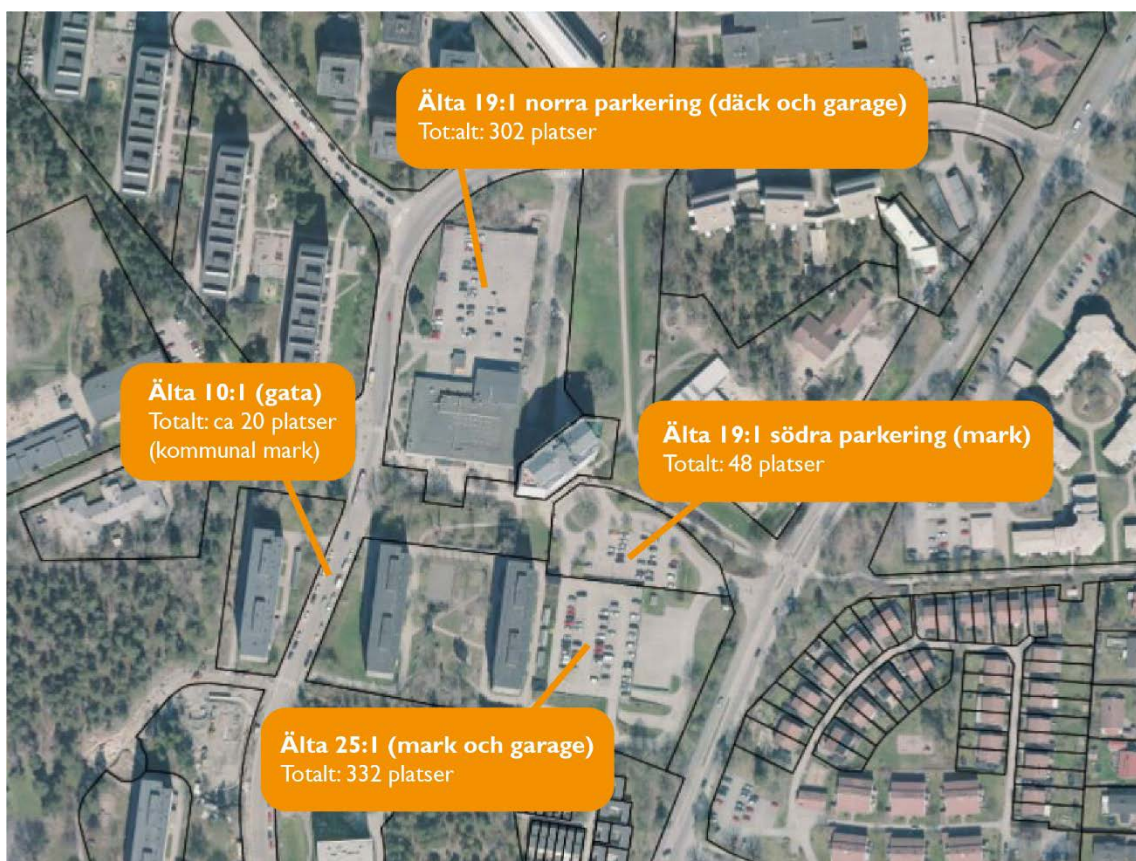 Älta 19:1 norra parkering (däck och garage)
Tot:alt: 302 platser
Älta 10:1 (gata)
Totalt: ca 20 platser
(kommunal mark)
Älta 19:1 södra parkering (mark)
Totalt: 48 platser
Älta 25:1 (mark och garage)
Totalt: 332 platser